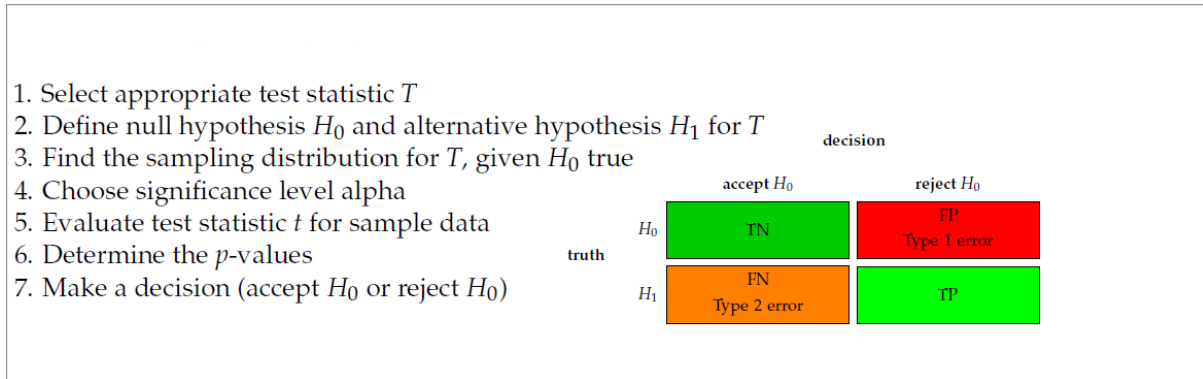 1. Select appropriate test statistic T
2. Define null hypothesis H₀ and alternative hypothesis H₁ for T
3. Find the sampling distribution for T, given H₀ true
4. Choose significance level alpha
5. Evaluate test statistic t for sample data
6. Determine the p-values
7. Make a decision (accept H₀ or reject H₀)
decision
accept H₀ reject H₀
truth
H₀ TN FP
Type 1 error
H₁ FN TP
Type 2 error